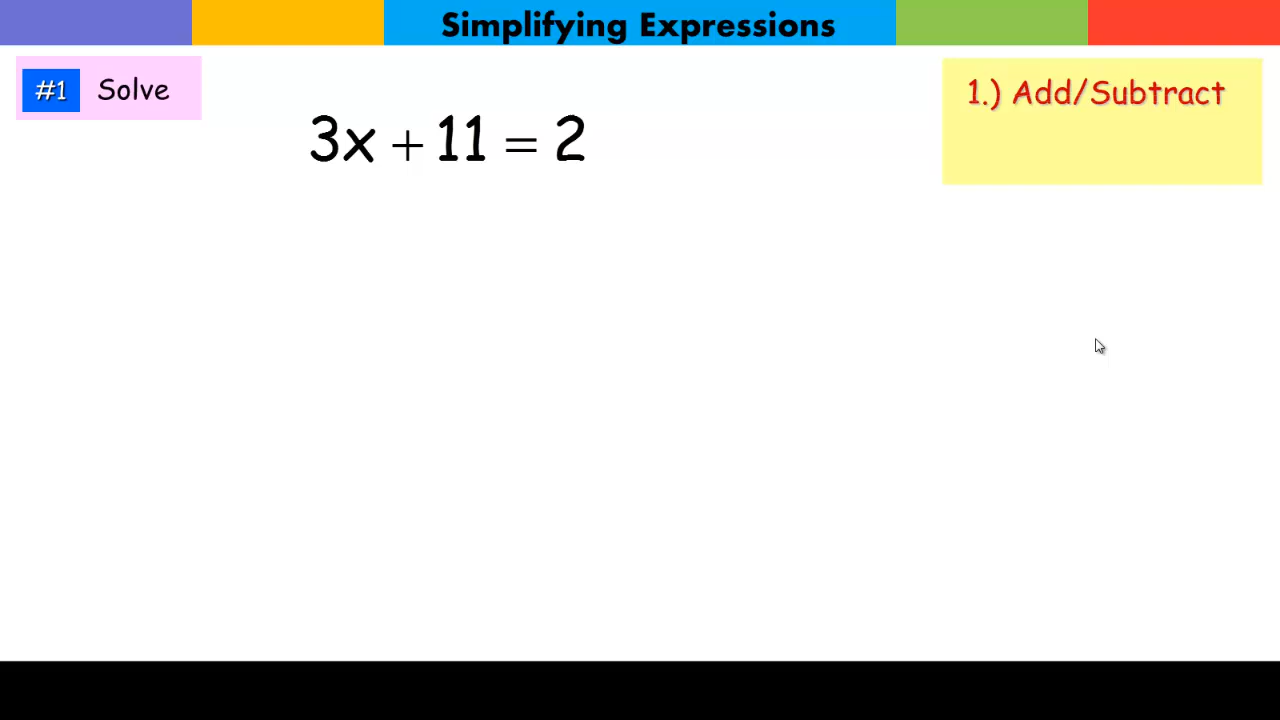 Simplifying Expressions
#1 Solve
1.) Add/Subtract
3x + 11 = 2